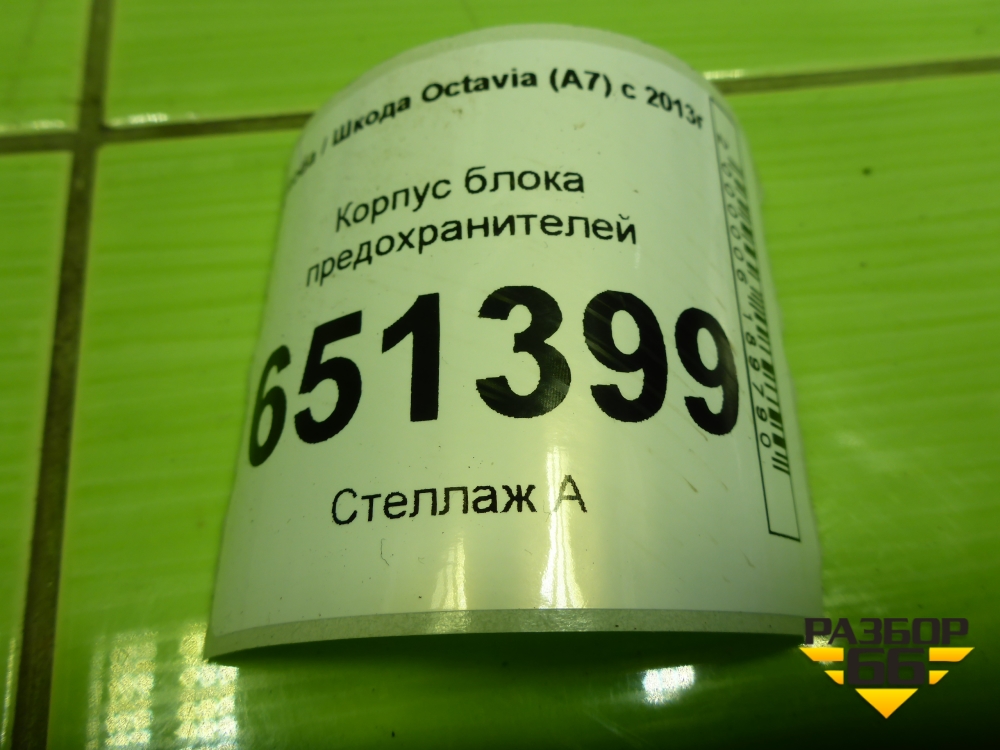 / Шкода Octavia (A7) с 2013г
Корпус блока
предохранителей
651399
Стеллаж А
РАЗБОР
66